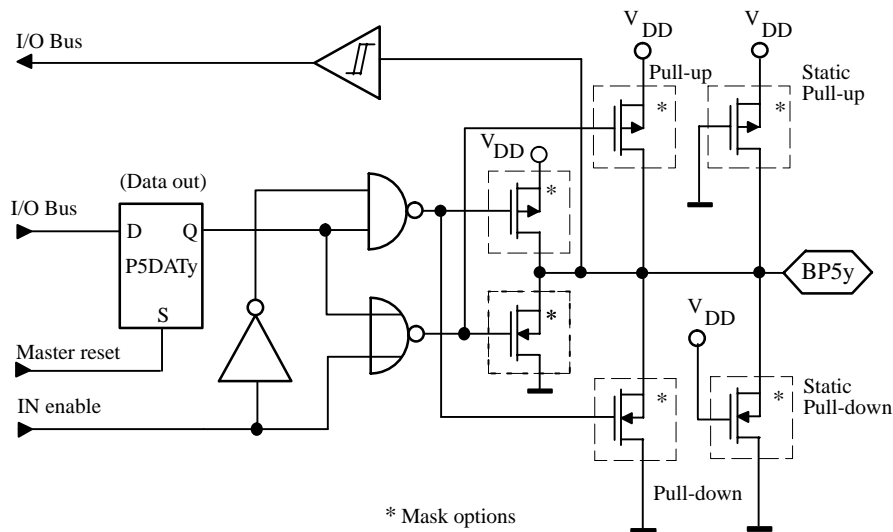 I/O Bus
V
DD
V
DD
Pull-up
*
Static
Pull-up
*
V
DD
*
(Data out)
I/O Bus
D
Q
P5DATy
S
BP5y
*
V
DD
Master reset
IN enable
*
*
Static
Pull-down
Pull-down
* Mask options